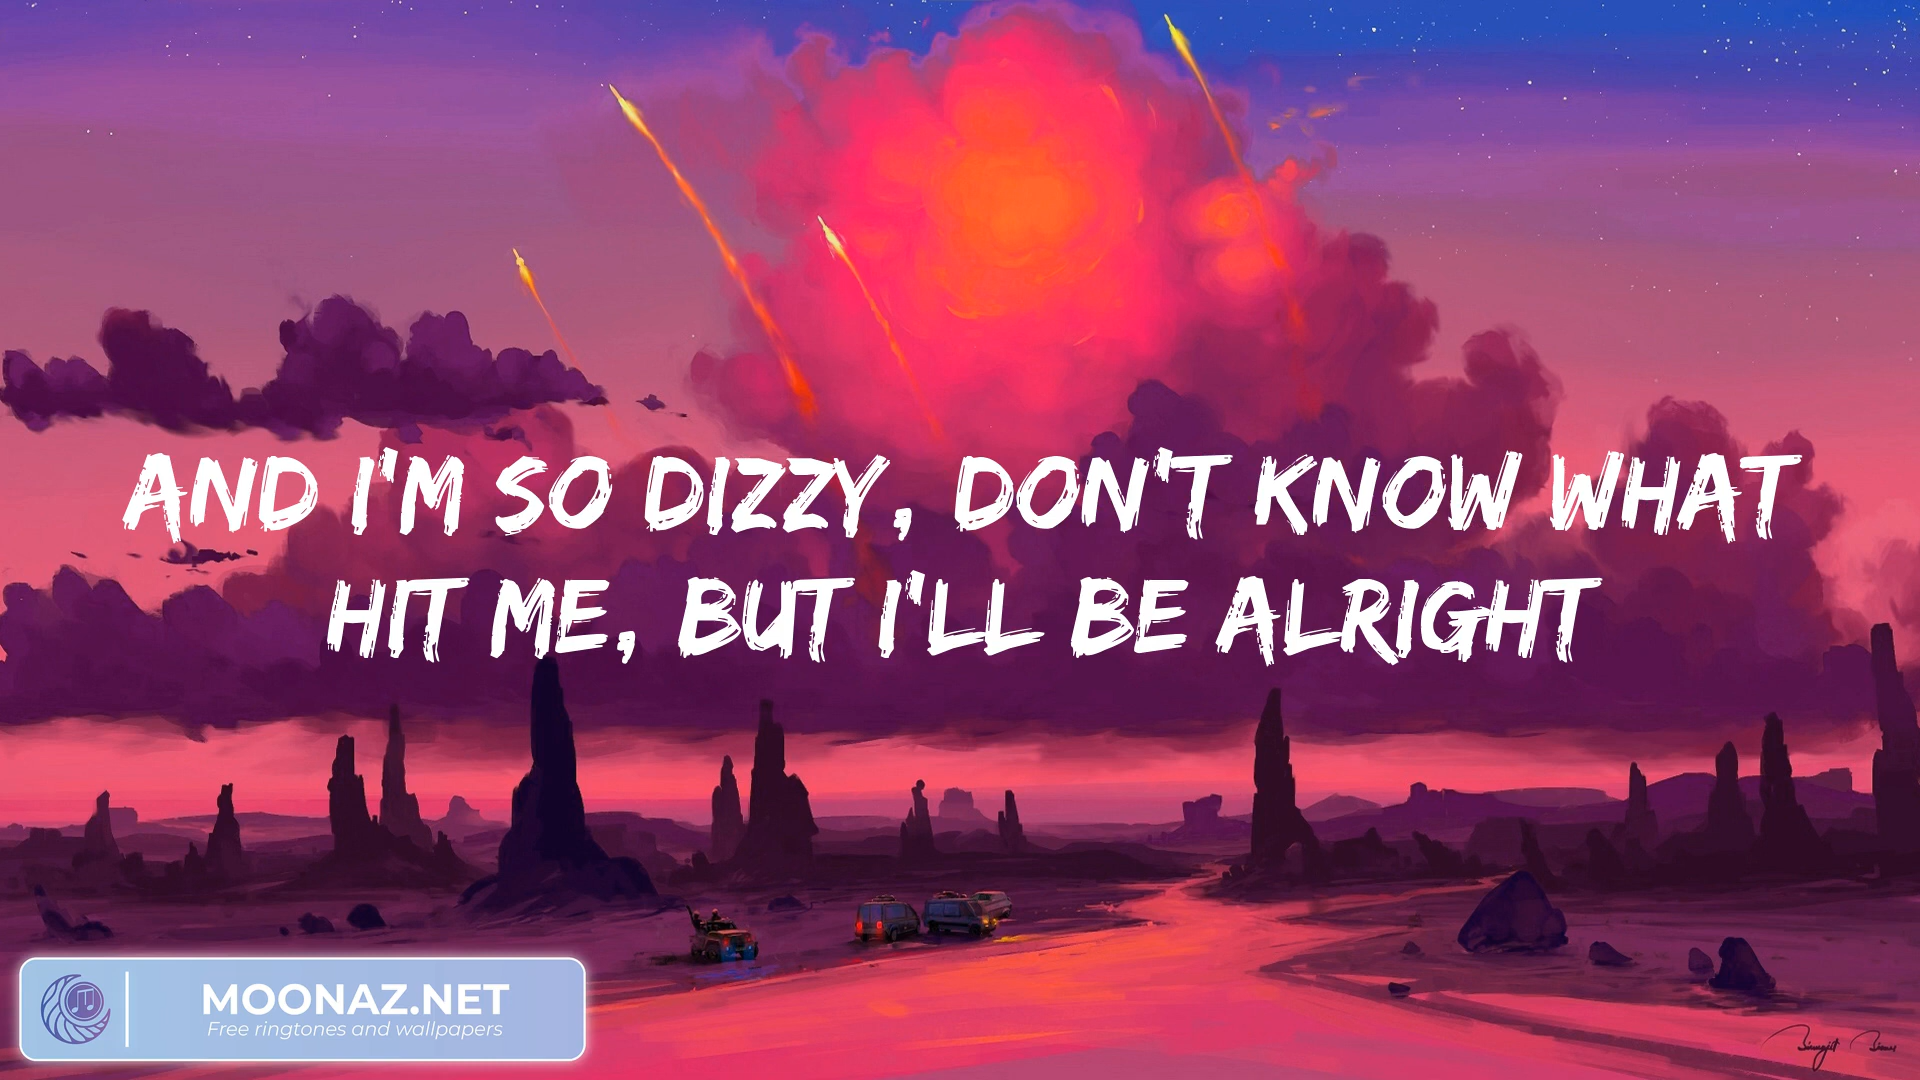 AND I'M SO DIZZY, DON'T KNOW WHAT
HIT ME, BUT I'LL BE ALRIGHT
MOONAZ.NET
Free ringtones and wallpapers